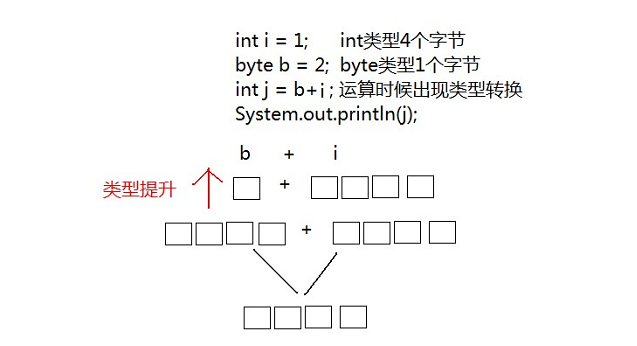 int i = 1; int类型4个字节
byte b = 2; byte类型1个字节
int j = b+i ; 运算时候出现类型转换
System.out.println(j);
b + i
类型提升 +
+